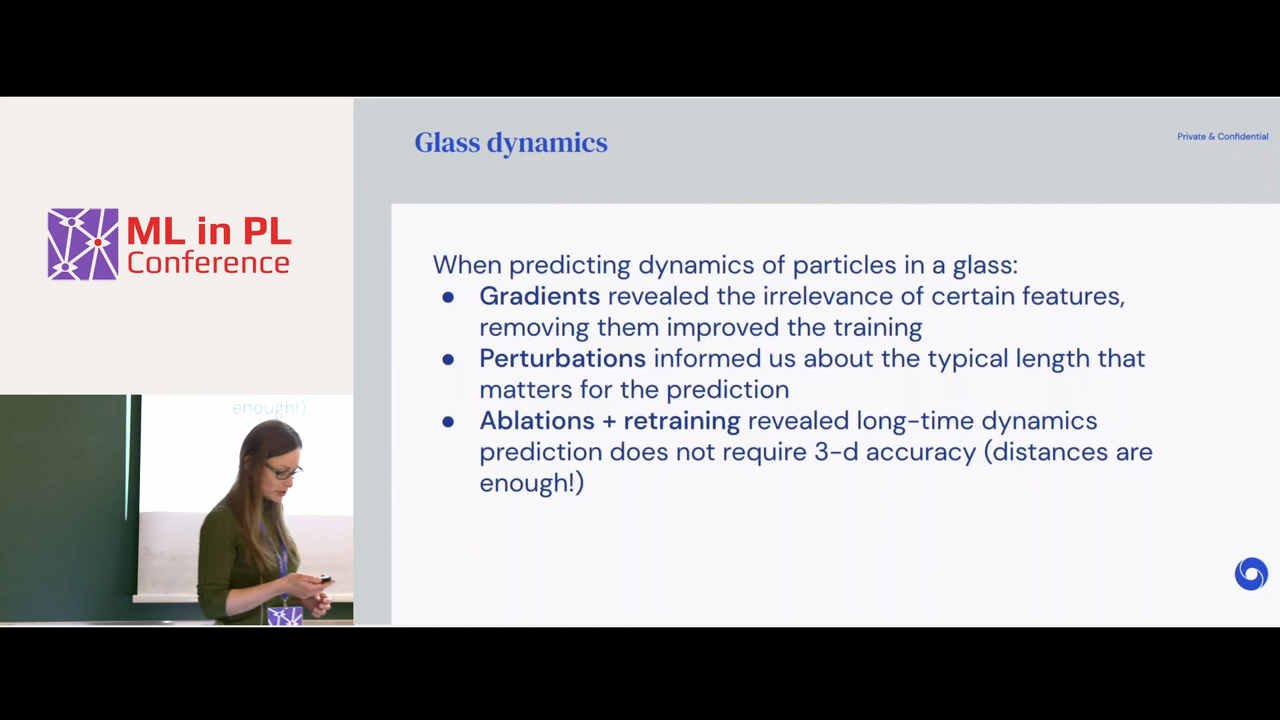 Glass dynamics
Private & Confidential
ML in PL
Conference
When predicting dynamics of particles in a glass:
● Gradients revealed the irrelevance of certain features,
removing them improved the training
● Perturbations informed us about the typical length that
matters for the prediction
● Ablations + retraining revealed long-time dynamics
prediction does not require 3-d accuracy (distances are
enough!)
enough!)